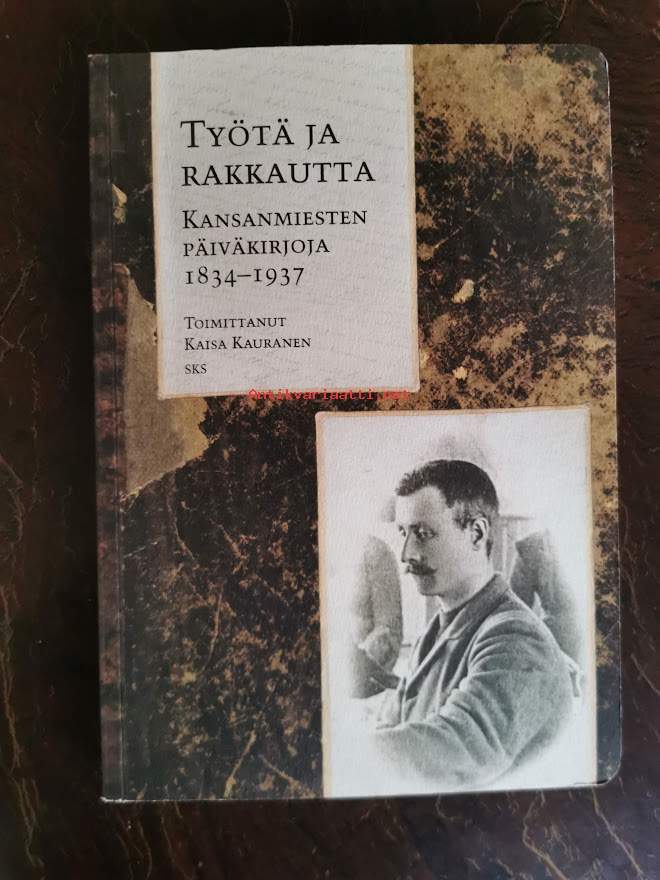 TYÖTÄ JA
RAKKAUTTA
KANSANMIESTEN
PÄIVÄKIRJOJA
1834–1937
TOIMITTANUT
KAISA KAURANEN
SKS
Antikvariaatti.net